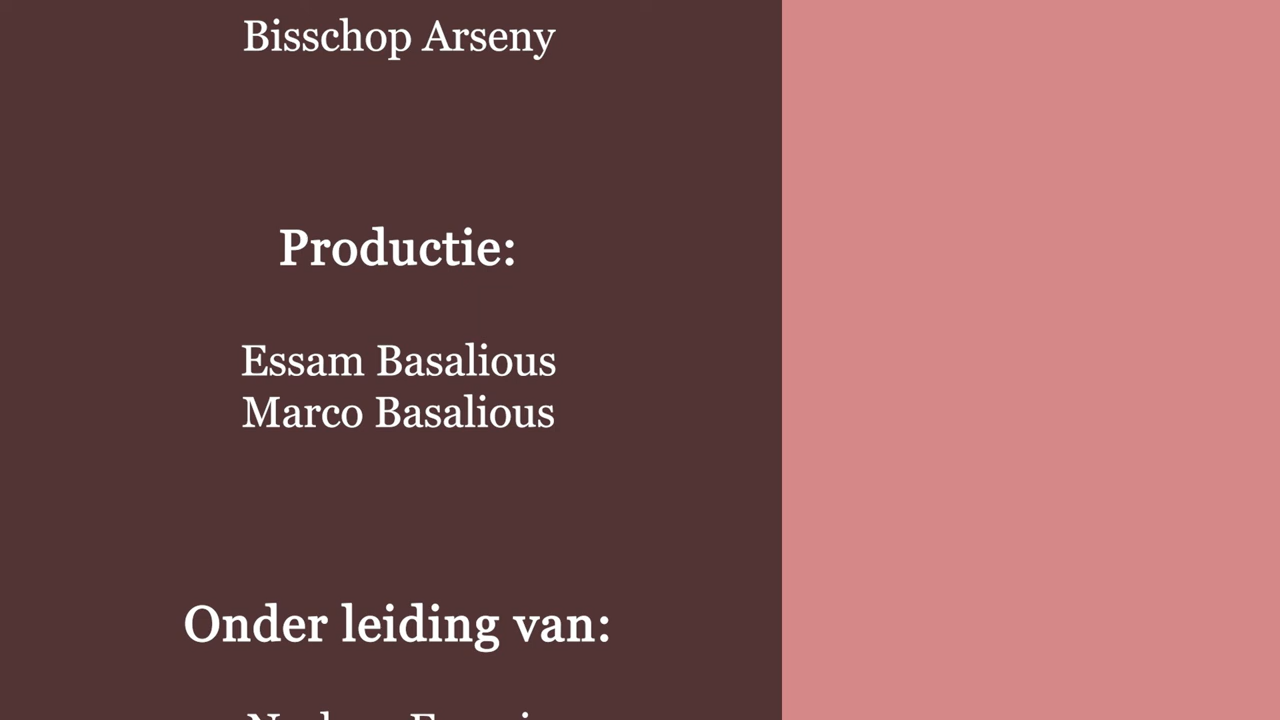 Bisschop Arseny
Productie:
Essam Basalious
Marco Basalious
Onder leiding van: